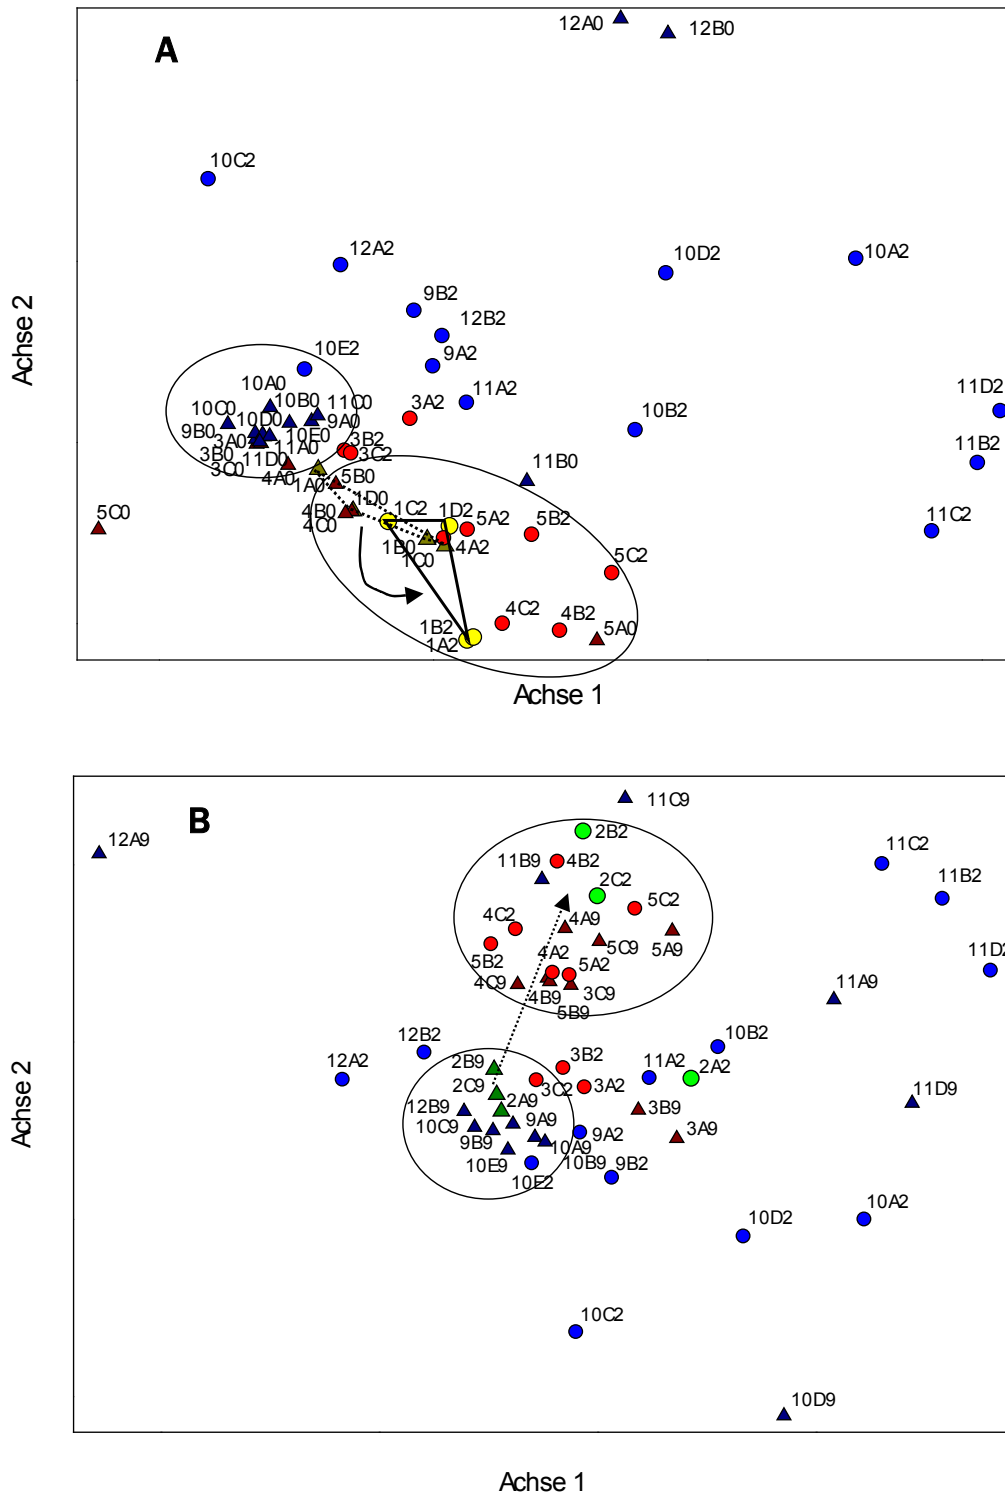 12A0
12B0
A
10C2
12A2
10D2
10A2
9B2
12B2
Achse 2
10E2
9A2
10A0
11A2
11D2
10C0
10B0
11C0
3A2
9B0
10D0
9A0
10B2
3A0
10E0
3B2
11B2
3B0
11A0
3C2
3C0
11D0
11B0
4A0
1A0
5B0
5C0
4B0
1D0
1C2
1D2
5A2
5B2
11C2
4C0
1B0
4A2
1C0
5C2
4C2
4B2
1B2
5A0
1A2
Achse 1
11C9
B
12A9
2B2
11C2
11B9
4B2
11B2
2C2
5C2
4C2
4A9
5A9
5C9
11D2
5B2
4A2
5A2
4C9
11A9
4B9
3C9
5B9
12B2
10B2
2B9
3B2
12A2
11A2
2A2
2C9
3C2
3A2
12B9
2A9
11D9
10C9
9A9
3B9
9A2
3A9
9B9
10A9
10E9
10B9
9B2
10E2
Achse 2
10A2
10D2
10C2
10D9
Achse 1